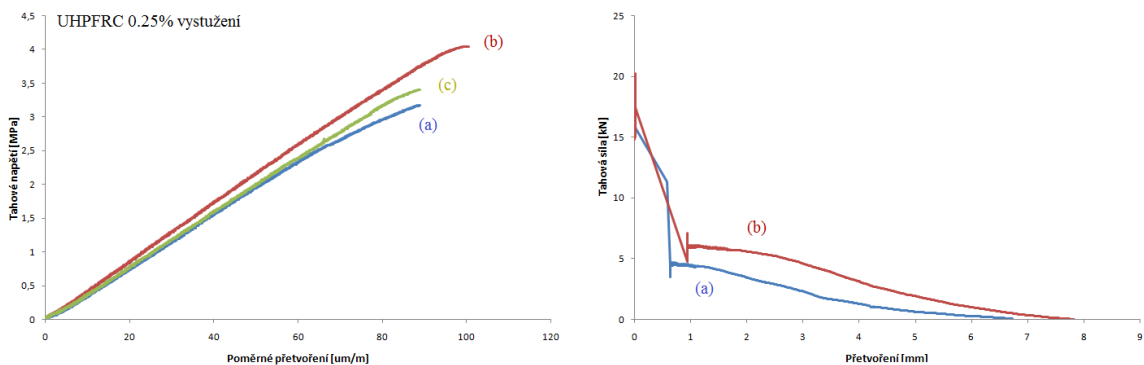 UHPFRC 0.25% vystužení
4,5
4
3,5
3
2,5
2
1,5
1
0,5
0
Tahové napětí [MPa]
(b)
(c)
(a)
0 20 40 60 80 100 120
Poměrné přetvoření [um/m]
25
20
15
10
5
0
Tahová síla [kN]
(b)
(a)
0 1 2 3 4 5 6 7 8 9
Přetvoření [mm]